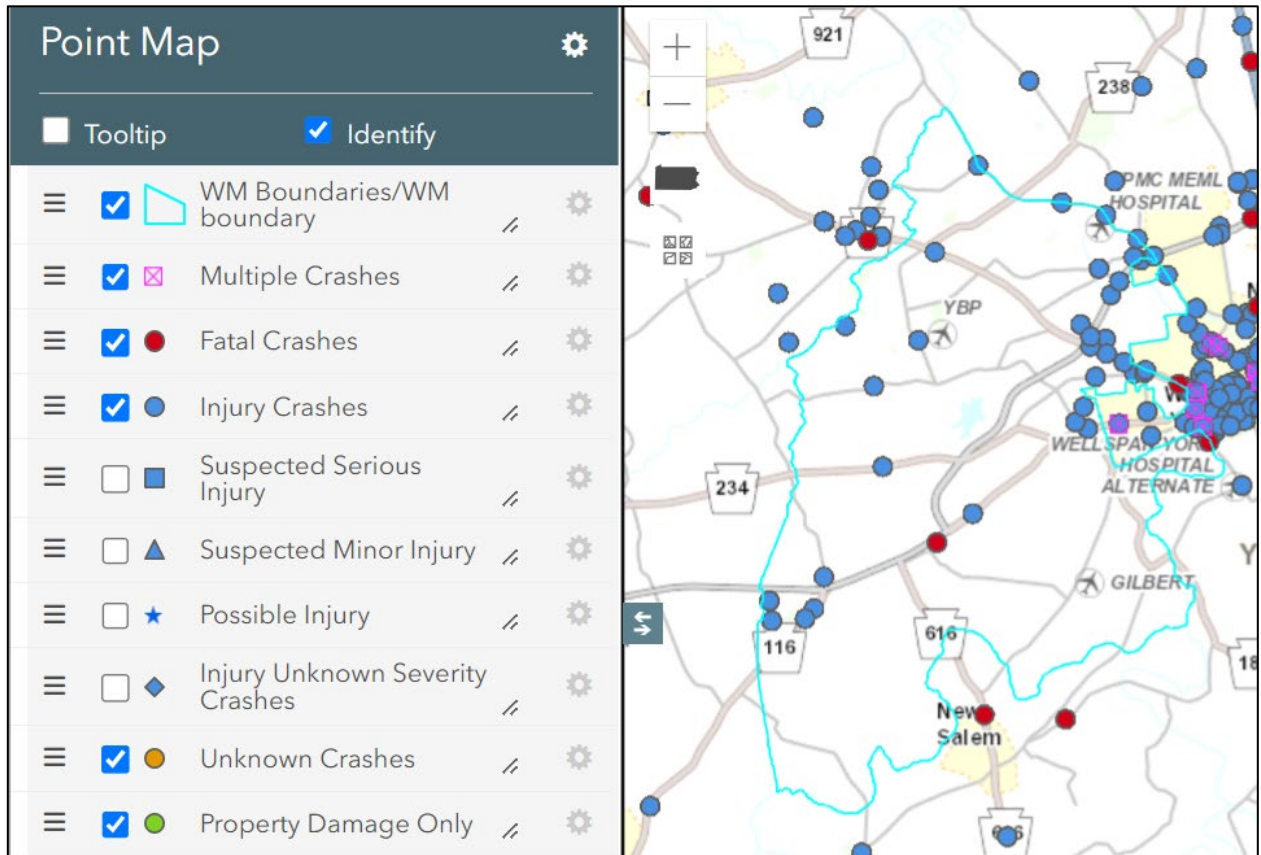 Point Map
Tooltip
Identify
WM Boundaries/WM
boundary
Multiple Crashes
Fatal Crashes
Injury Crashes
Suspected Serious
Injury
Suspected Minor Injury
Possible Injury
Injury Unknown Severity
Crashes
Unknown Crashes
Property Damage Only
921
238
PMC MEML
HOSPITAL
YBP
WELLSPAN YORK
HOSPITAL
ALTERNATE
234
GILBERT
616
116
New
Salem